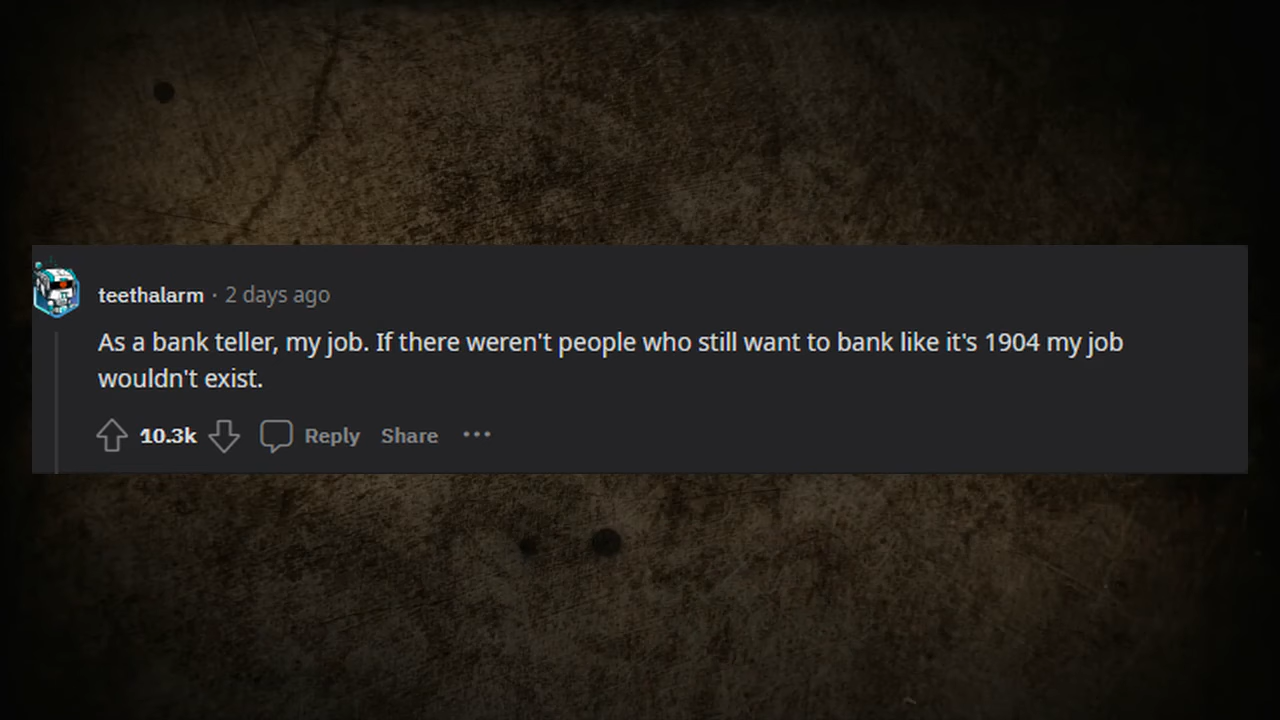 teethalarm · 2 days ago
As a bank teller, my job. If there weren't people who still want to bank like it's 1904 my job
wouldn't exist.
10.3k Reply Share ···